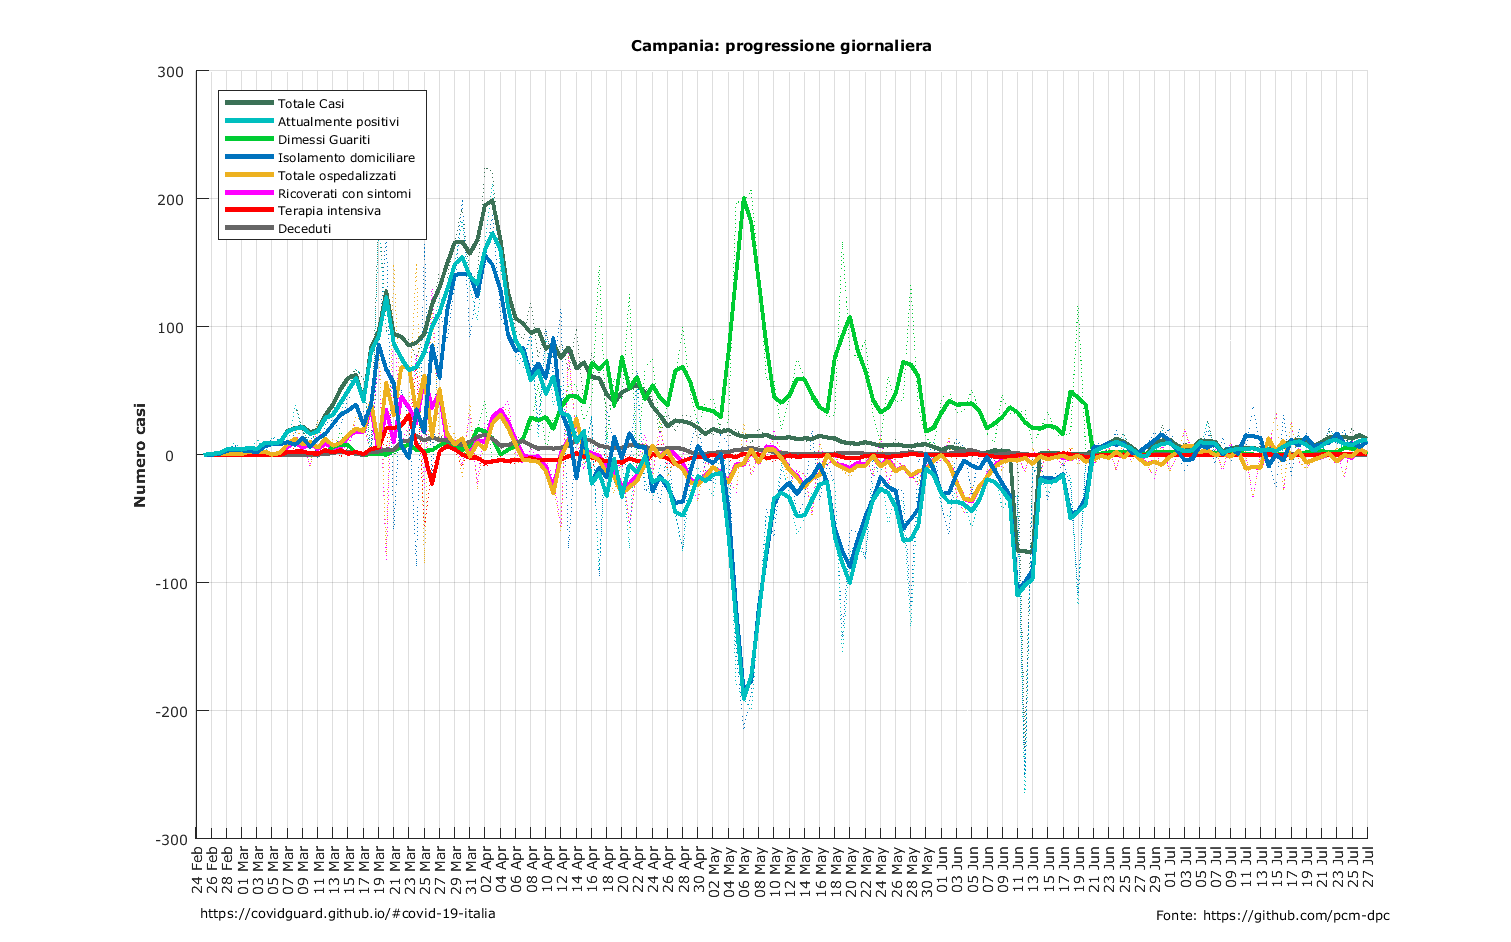 Campania: progressione giornaliera
300
200
100
0
-100
-200
-300
Numero casi
Totale Casi
Attualmente positivi
Dimessi Guariti
Isolamento domiciliare
Totale ospedalizzati
Ricoverati con sintomi
Terapia intensiva
Deceduti
24 Feb
26 Feb
28 Feb
01 Mar
03 Mar
05 Mar
07 Mar
09 Mar
11 Mar
13 Mar
15 Mar
17 Mar
19 Mar
21 Mar
23 Mar
25 Mar
27 Mar
29 Mar
31 Mar
02 Apr
04 Apr
06 Apr
08 Apr
10 Apr
12 Apr
14 Apr
16 Apr
18 Apr
20 Apr
22 Apr
24 Apr
26 Apr
28 Apr
30 Apr
02 May
04 May
06 May
08 May
10 May
12 May
14 May
16 May
18 May
20 May
22 May
24 May
26 May
28 May
30 May
01 Jun
03 Jun
05 Jun
07 Jun
09 Jun
11 Jun
13 Jun
15 Jun
17 Jun
19 Jun
21 Jun
23 Jun
25 Jun
27 Jun
29 Jun
01 Jul
03 Jul
05 Jul
07 Jul
09 Jul
11 Jul
13 Jul
15 Jul
17 Jul
19 Jul
21 Jul
23 Jul
25 Jul
27 Jul
https://covidguard.github.io/#covid-19-italia
Fonte: https://github.com/pcm-dpc